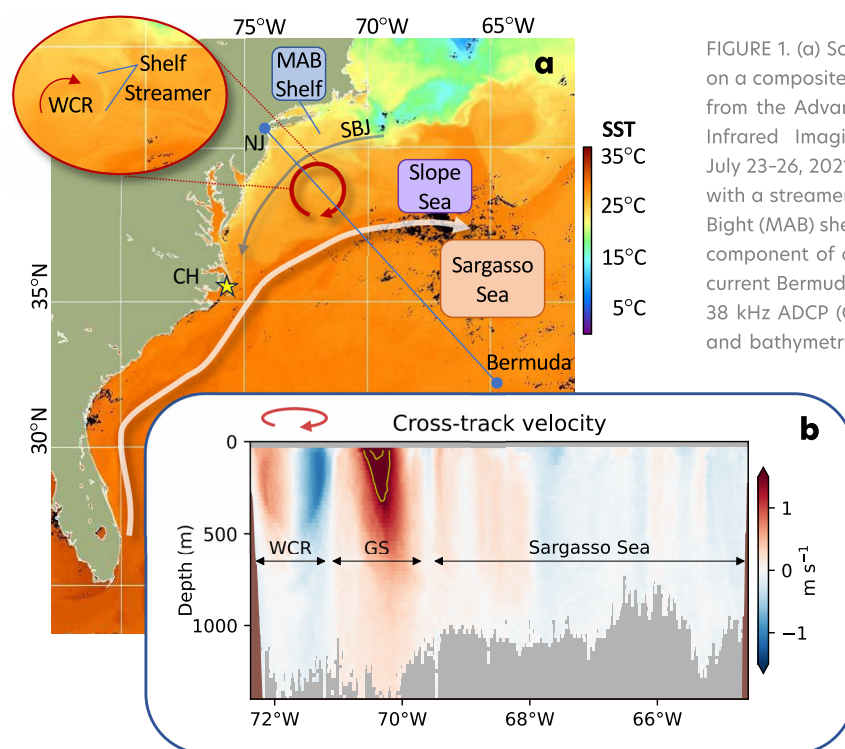 75°W
70°W
65°W
a
Shelf
Streamer
WCR
MAB
Shelf
NJ
SBJ
Slope
Sea
Sargasso
Sea
CH
Bermuda
35°N
30°N
SST
35°C
25°C
15°C
5°C
FIGURE 1. (a) Sc
on a composite
from the Advan
Infrared Imagi
July 23–26, 2021
with a streamer
Bight (MAB) she
component of
current Bermud
38 kHz ADCP
and bathymetr
Cross-track velocity
b
0
500
1000
Depth (m)
WCR
GS
Sargasso Sea
72°W
70°W
68°W
66°W
1
0
−1
m s⁻¹